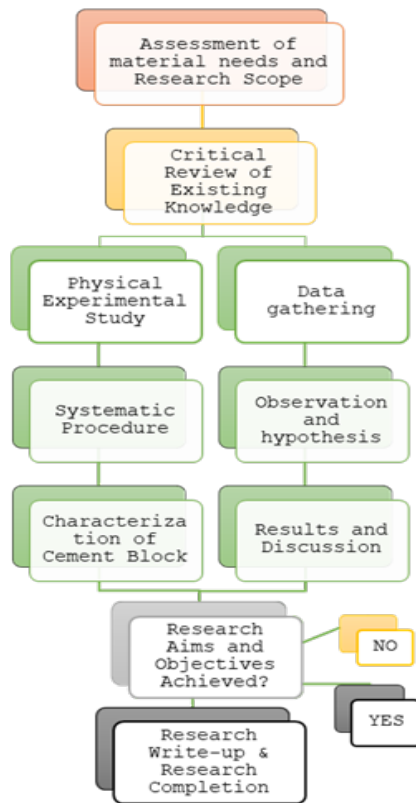 Assessment of
material needs and
Research Scope
Critical
Review of
Existing
Knowledge
Physical
Experimental
Study
Data
gathering
Systematic
Procedure
Observation
and
hypothesis
Characteriza
tion of
Cement Block
Results and
Discussion
Research
Aims and
Objectives
Achieved?
NO
YES
Research
Write-up &
Research
Completion